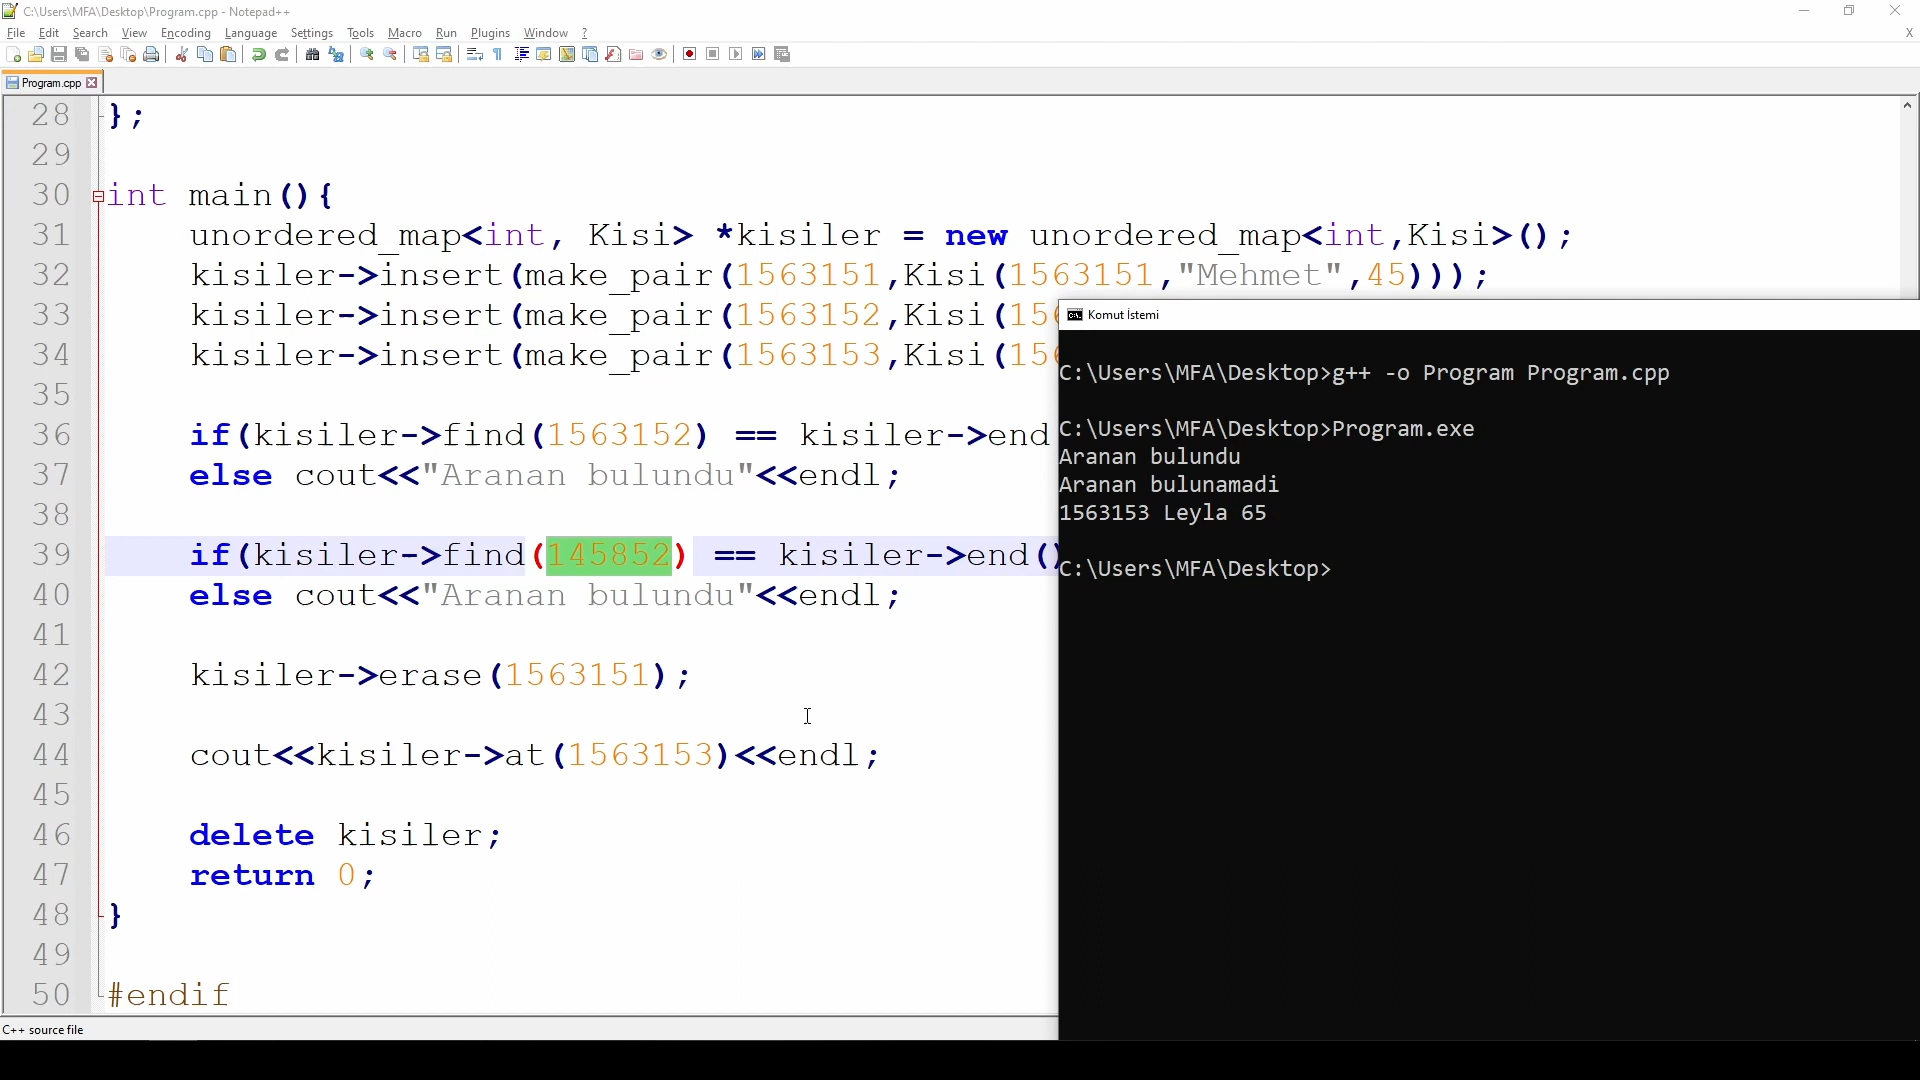 C:\Users\MFA\Desktop\Program.cpp - Notepad++
File Edit Search View Encoding Language Settings Tools Macro Run Plugins Window ? X
Program.cpp
28 };
29
30 int main(){
31 unordered_map<int, Kisi> *kisiler = new unordered_map<int,Kisi>();
32 kisiler->insert(make_pair(1563151,Kisi(1563151,"Mehmet",45)));
33 kisiler->insert(make_pair(1563152,Kisi(156
34 kisiler->insert(make_pair(1563153,Kisi(156
35
36 if(kisiler->find(1563152) == kisiler->end
37 else cout<<"Aranan bulundu"<<endl;
38
39 if(kisiler->find(145852) == kisiler->end()
40 else cout<<"Aranan bulundu"<<endl;
41
42 kisiler->erase(1563151);
43
44 cout<<kisiler->at(1563153)<<endl;
45
46 delete kisiler;
47 return 0;
48 }
49
50 #endif
C++ source file
Komut İstemi
C:\Users\MFA\Desktop>g++ -o Program Program.cpp
C:\Users\MFA\Desktop>Program.exe
Aranan bulundu
Aranan bulunamadi
1563153 Leyla 65
C:\Users\MFA\Desktop>